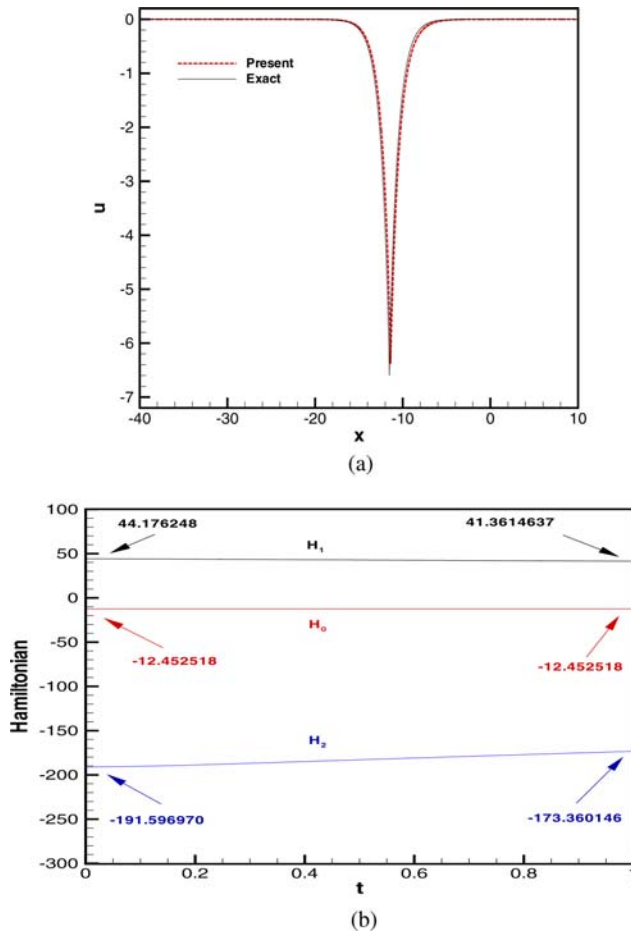 0
-1
-2
-3
-4
-5
-6
-7
u
Present
Exact
-40 -30 -20 -10 0 10
x
(a)
100
50
0
-50
-100
-150
-200
-250
-300
Hamiltonian
44.176248 41.3614637
H₁
H₀
-12.452518 -12.452518
H₂
-191.596970 -173.360146
0 0.2 0.4 0.6 0.8
t
(b)